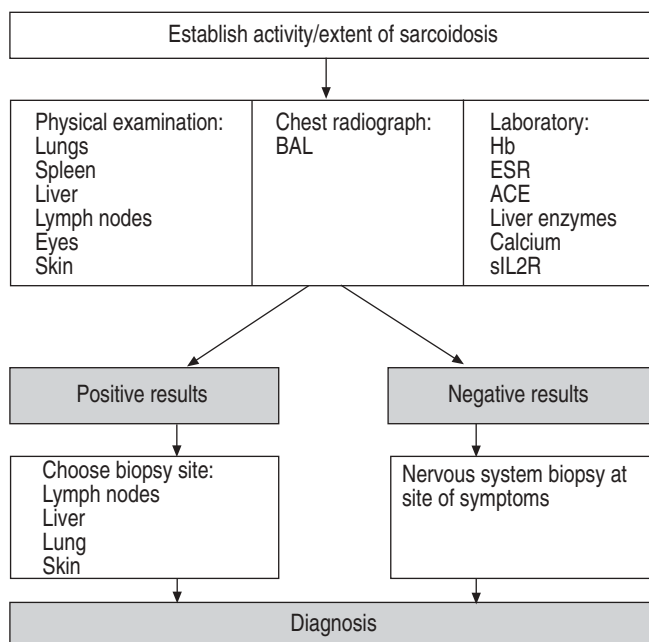 Establish activity/extent of sarcoidosis
Physical examination:
Lungs
Spleen
Liver
Lymph nodes
Eyes
Skin
Chest radiograph:
BAL
Laboratory:
Hb
ESR
ACE
Liver enzymes
Calcium
sIL2R
Positive results
Negative results
Choose biopsy site:
Lymph nodes
Liver
Lung
Skin
Nervous system biopsy at
site of symptoms
Diagnosis